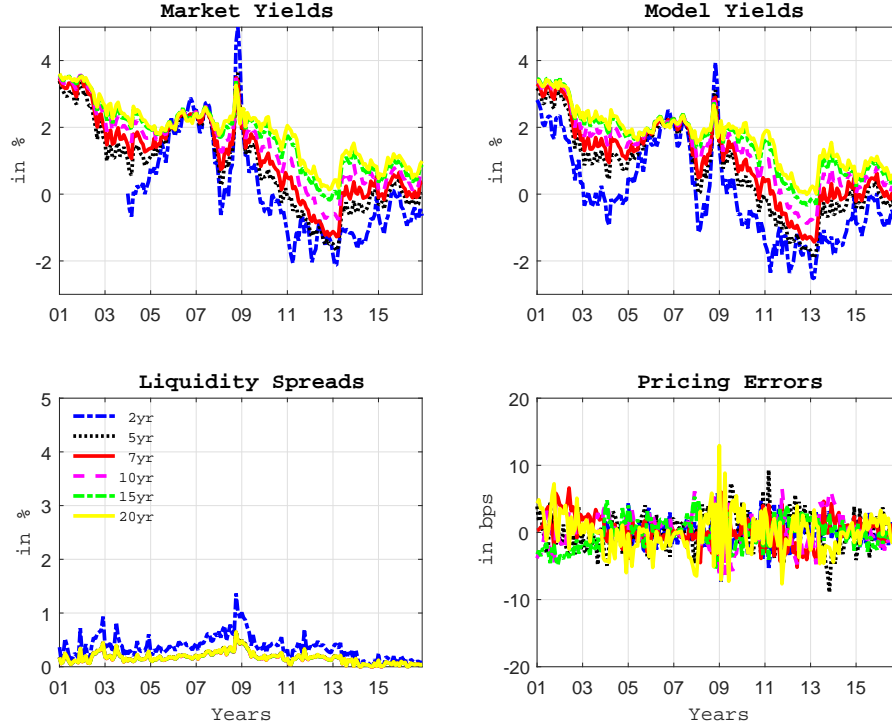 Market Yields
4
2
0
-2
in %
01 03 05 07 09 11 13 15
Model Yields
4
2
0
-2
in %
01 03 05 07 09 11 13 15
Liquidity Spreads
5
4
3
2
1
0
in %
2yr
5yr
7yr
10yr
15yr
20yr
01 03 05 07 09 11 13 15
Years
Pricing Errors
20
10
0
-10
-20
in bps
01 03 05 07 09 11 13 15
Years